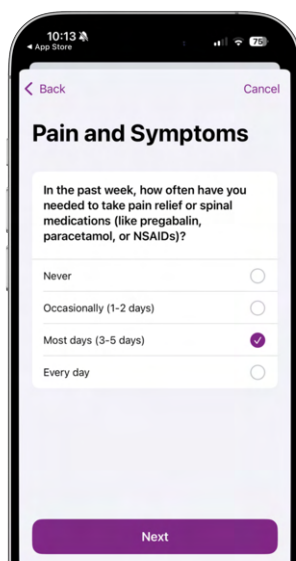 10:13
75
App Store
Back
Cancel
Pain and Symptoms
In the past week, how often have you
needed to take pain relief or spinal
medications (like pregabalin,
paracetamol, or NSAIDs)?
Never
Occasionally (1-2 days)
Most days (3-5 days)
Every day
Next